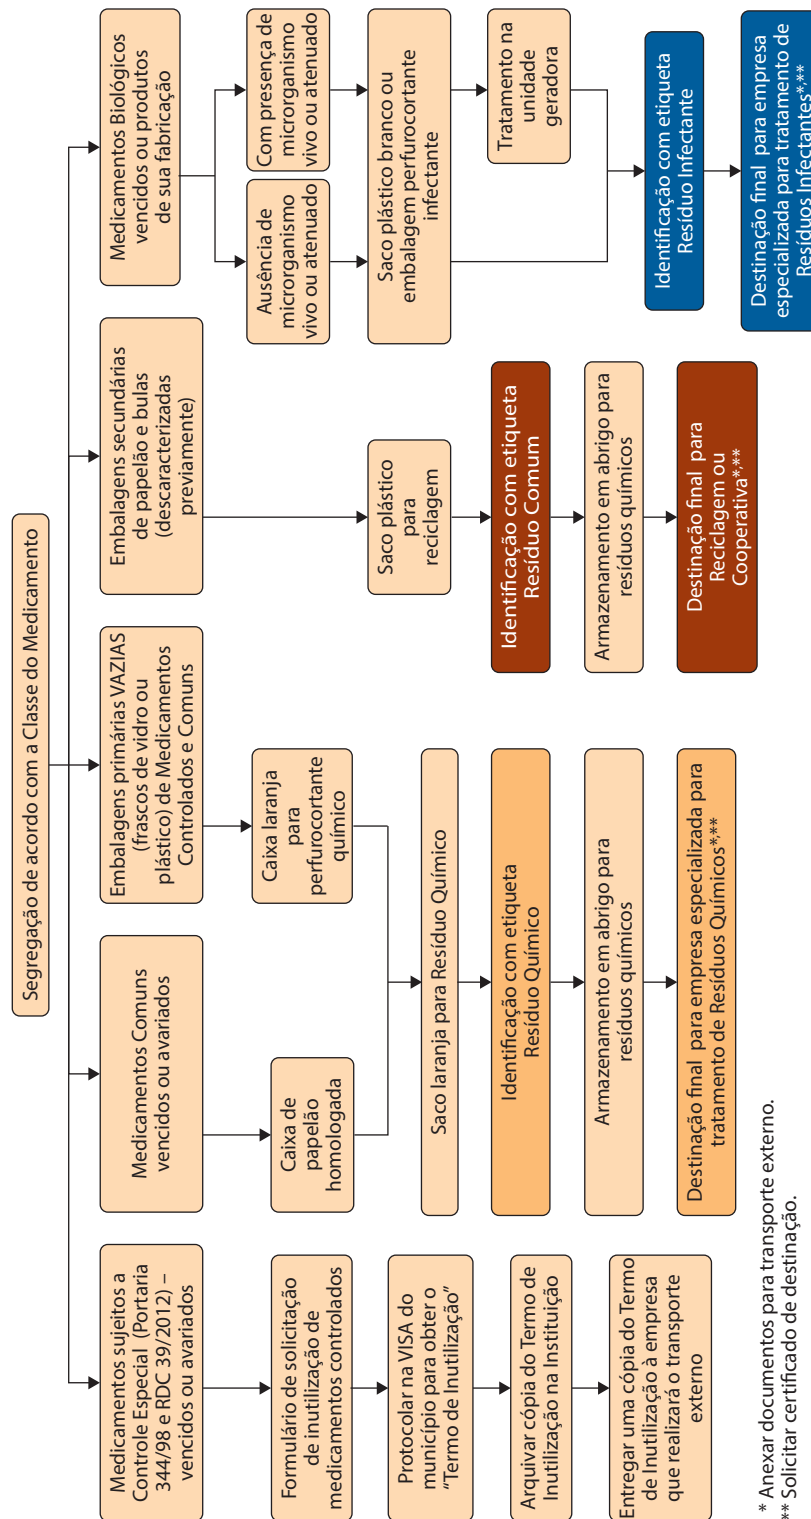 Segregação de acordo com a Classe do Medicamento
Medicamentos sujeitos a
Controle Especial (Portaria
344/98 e RDC 39/2012) –
vencidos ou avariados
Formulário de solicitação
de inutilização de
medicamentos controlados
Protocolar na VISA do
município para obter o
“Termo de Inutilização”
Arquivar cópia do Termo de
Inutilização na Instituição
Entregar uma cópia do Termo
de Inutilização à empresa
que realizará o transporte
externo
Medicamentos Comuns
vencidos ou avariados
Caixa de
papelão
homologada
Embalagens primárias VAZIAS
(frascos de vidro ou
plástico) de Medicamentos
Controlados e Comuns
Caixa laranja
para
perfurocortante
químico
Saco laranja para Resíduo Químico
Identificação com etiqueta
Resíduo Químico
Armazenamento em abrigo para
resíduos químicos
Destinação final para empresa especializada para
tratamento de Resíduos Químicos*,**
Embalagens secundárias
de papelão e bulas
(descaracterizadas
previamente)
Saco plástico
para
reciclagem
Identificação com etiqueta
Resíduo Comum
Armazenamento em abrigo para
resíduos químicos
Destinação final para
Reciclagem ou
Cooperativa*,**
Medicamentos Biológicos
vencidos ou produtos
de sua fabricação
Ausência de
microrganismo
vivo ou atenuado
Com presença de
microrganismo
vivo ou atenuado
Saco plástico branco ou
embalagem perfurocortante
infectante
Tratamento na
unidade
geradora
Identificação com etiqueta
Resíduo Infectante
Destinação final para empresa
especializada para tratamento de
Resíduos Infectantes*,**
* Anexar documentos para transporte externo.
** Solicitar certificado de destinação.